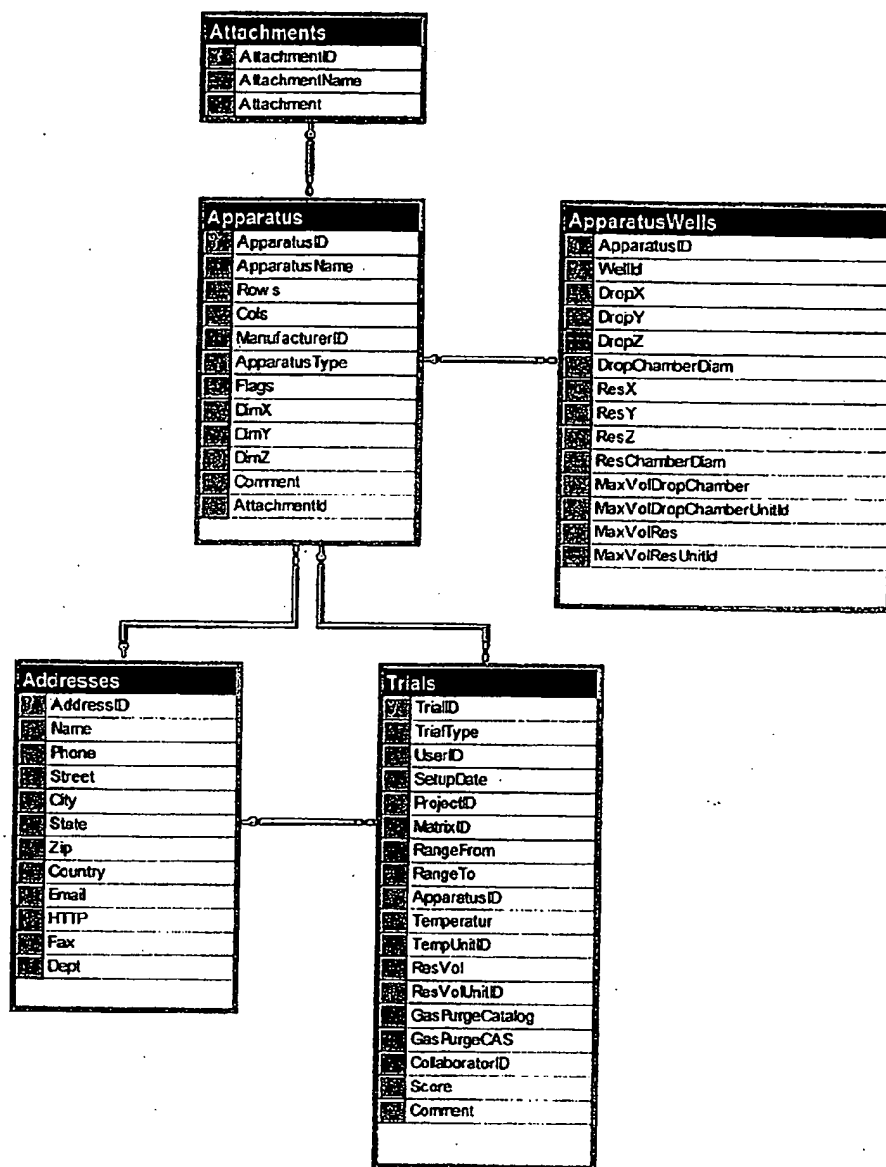 Attachments
AttachmentID
AttachmentName
Attachment
Apparatus
ApparatusID
ApparatusName
Rows
Cols
ManufacturerID
ApparatusType
Flags
DimX
DimY
DimZ
Comment
AttachmentId
ApparatusWells
ApparatusID
WellId
DropX
DropY
DropZ
DropChamberDiam
ResX
ResY
ResZ
ResChamberDiam
MaxVolDropChamber
MaxVolDropChamberUnitId
MaxVolRes
MaxVolResUnitId
Addresses
AddressID
Name
Phone
Street
City
State
Zip
Country
Email
HTTP
Fax
Dept
Trials
TrialID
TrialType
UserID
SetupDate
ProjectID
MatrixID
RangeFrom
RangeTo
ApparatusID
Temperatur
TempUnitID
ResVol
ResVolUnitID
GasPurgeCatalog
GasPurgeCAS
CollaboratorID
Score
Comment